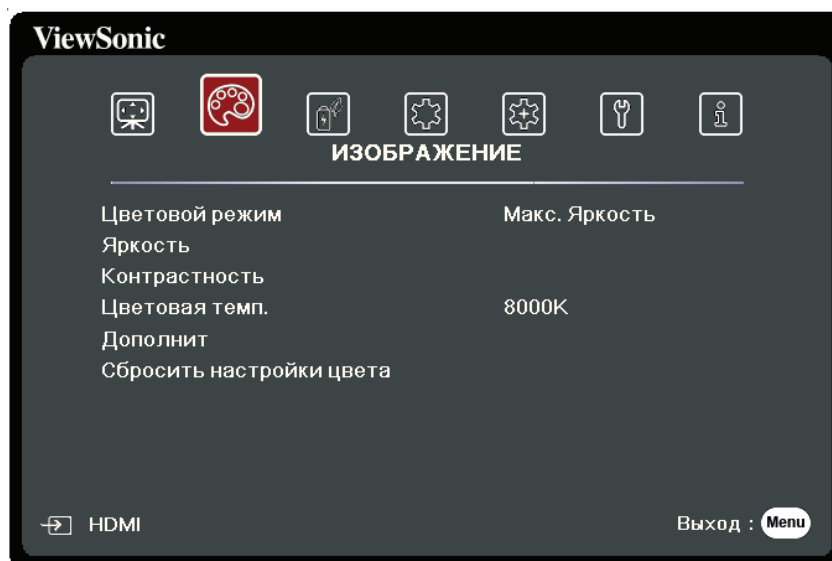 ViewSonic
ИЗОБРАЖЕНИЕ
Цветовой режим Макс. Яркость
Яркость
Контрастность
Цветовая темп. 8000K
Дополнит
Сбросить настройки цвета
HDMI Выход : Menu